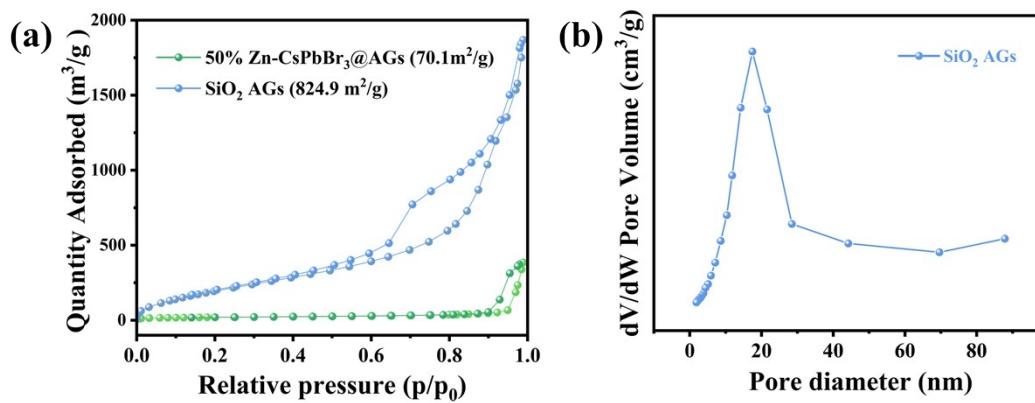 (a)
Quantity Adsorbed (m³/g)
2000
1500
1000
500
0
50% Zn-CsPbBr₃@AGs (70.1m²/g)
SiO₂ AGs (824.9 m²/g)
0.0 0.2 0.4 0.6 0.8 1.0
Relative pressure (p/p₀)
(b)
dV/dW Pore Volume (cm³/g)
SiO₂ AGs
0 20 40 60 80
Pore diameter (nm)